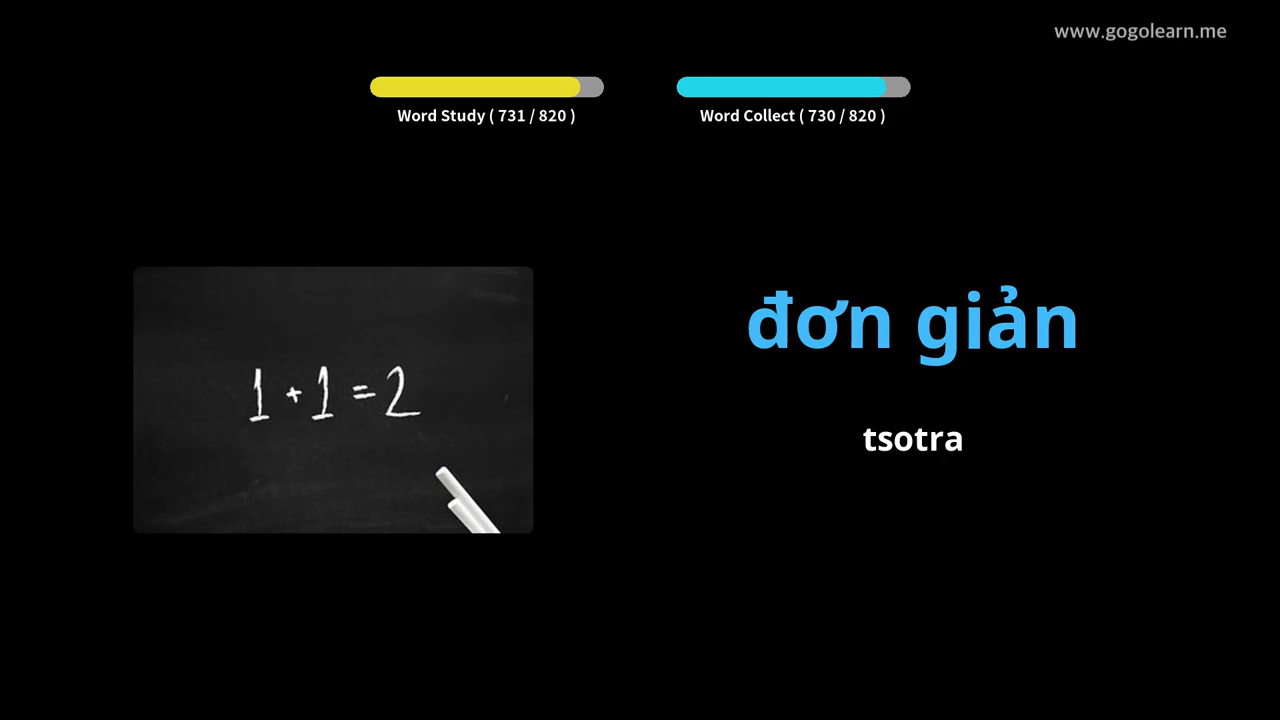 www.gogolearn.me
Word Study ( 731 / 820 )
Word Collect ( 730 / 820 )
1 + 1 = 2
đơn giản
tsotra